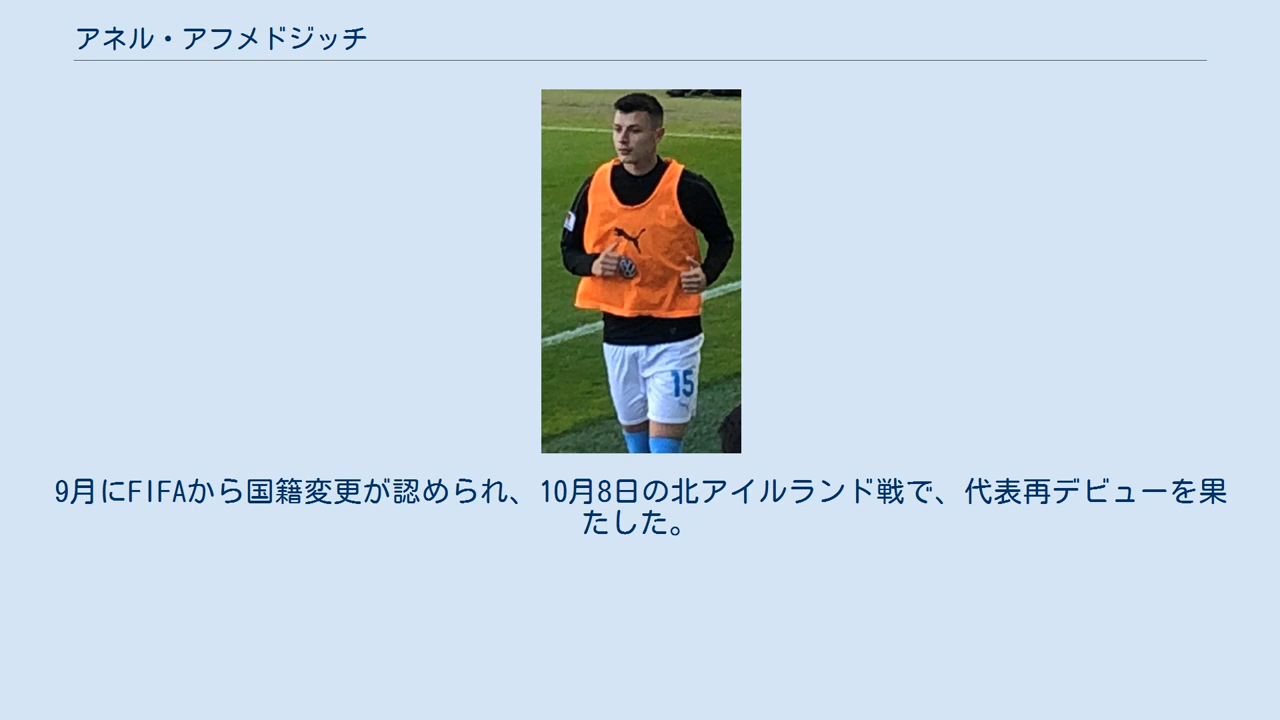 アネル・アフメドジッチ
15
9月にFIFAから国籍変更が認められ、10月8日の北アイルランド戦で、代表再デビューを果
たした。